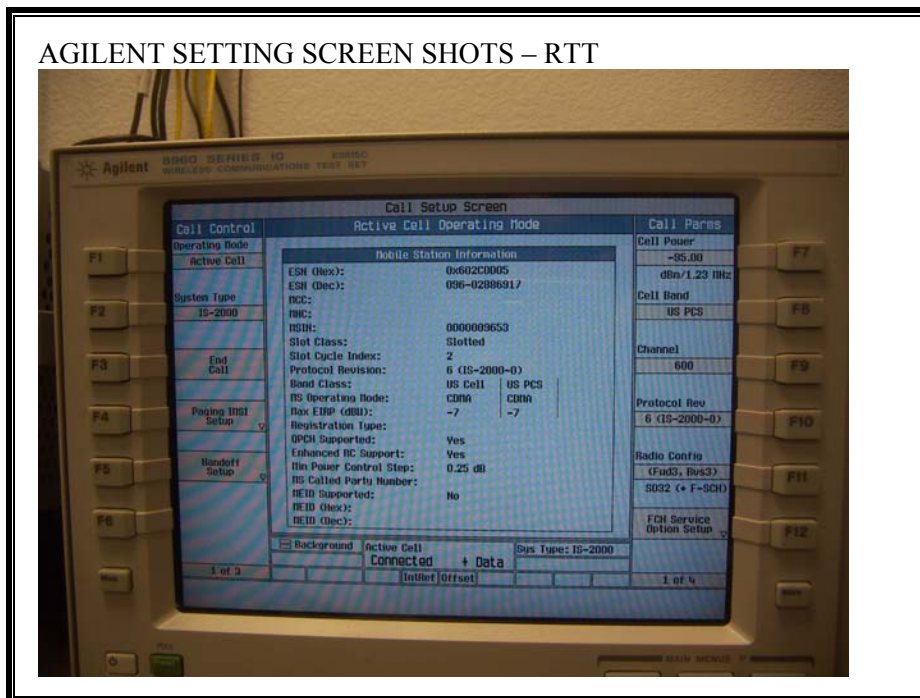 AGILENT SETTING SCREEN SHOTS – RTT
Agilent 8960 SERIES 10 E5515C
WIRELESS COMMUNICATIONS TEST SET
Call Setup Screen
Call Control
Active Cell Operating Mode
Call Parms
Operating Mode
Active Cell
System Type
IS-2000
End
Call
Paging IMSI
Setup
Handoff
Setup
1 of 3
Mobile Station Information
ESN (Hex): 0x602C0005
ESN (Dec): 096-02886917
MCC:
MNC:
MSIN: 0000009653
Slot Class: Slotted
Slot Cycle Index: 2
Protocol Revision: 6 (IS-2000-0)
Band Class: US Cell US PCS
MS Operating Mode: CDMA CDMA
Max EIRP (dBW): -7 -7
Registration Type:
QPCH Supported: Yes
Enhanced RC Support: Yes
Min Power Control Step: 0.25 dB
MS Called Party Number:
MEID Supported: No
MEID (Hex):
MEID (Dec):
Background
Active Cell
Connected + Data
Sys Type: IS-2000
IntRef Offset
Cell Power
-85.00
dBm/1.23 MHz
Cell Band
US PCS
Channel
600
Protocol Rev
6 (IS-2000-0)
Radio Config
(Fwd3, Rvs3)
SO32 (+ F-SCH)
FCH Service
Option Setup
1 of 4
F1
F2
F3
F4
F5
F6
More
F7
F8
F9
F10
F11
F12
More
MAIN MENUS